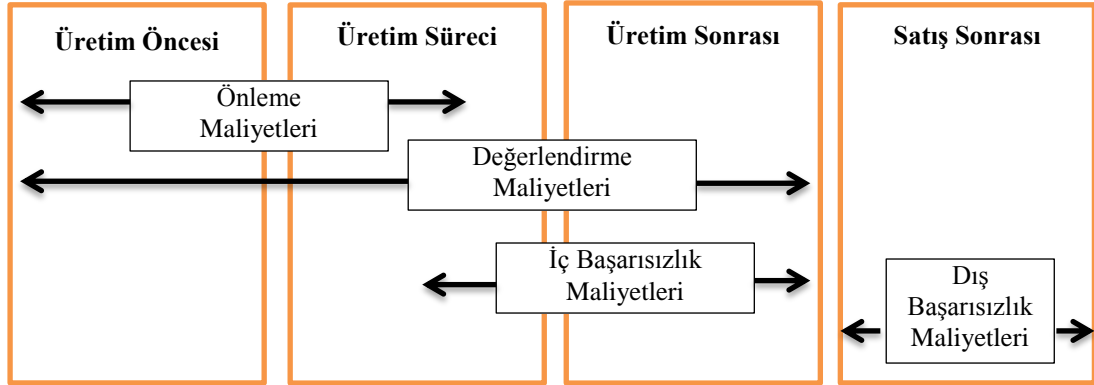 Üretim Öncesi
Üretim Süreci
Üretim Sonrası
Satış Sonrası
Önleme
Maliyetleri
Değerlendirme
Maliyetleri
İç Başarısızlık
Maliyetleri
Dış
Başarısızlık
Maliyetleri